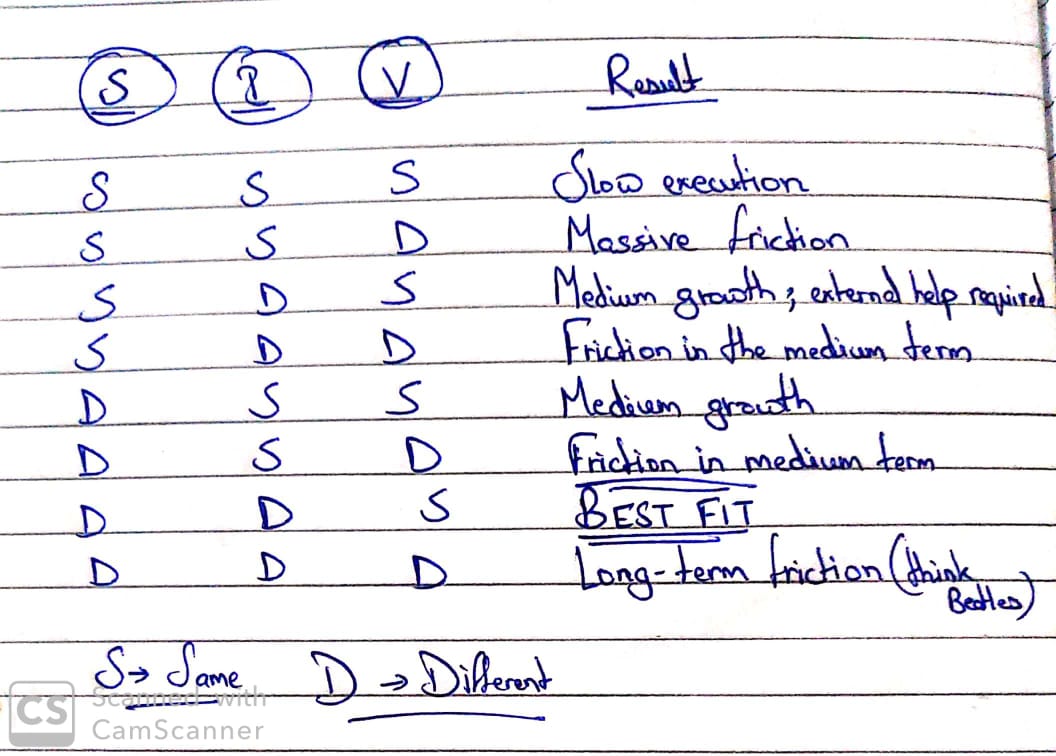 S P V Result
S S S Slow execution
S S D Massive friction
S D S Medium growth; external help required
S D D Friction in the medium term
D S S Medium growth
D S D Friction in medium term
D D S BEST FIT
D D D Long-term friction (think
Beatles)
S → Same D → Different
CS Scanned with
CamScanner